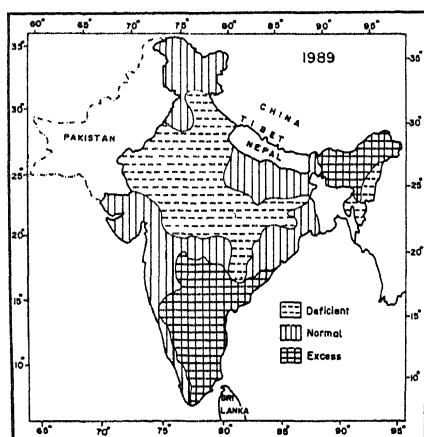 60° 65° 70° 75° 80° 85° 90° 95°
1989
35° 35°
30° 30°
25° 25°
20° 20°
15° 15°
10° 10°
CHINA
TIBET
NEPAL
PAKISTAN
Deficient
Normal
Excess
SRI
LANKA
65° 70° 75° 80° 85° 90° 95°